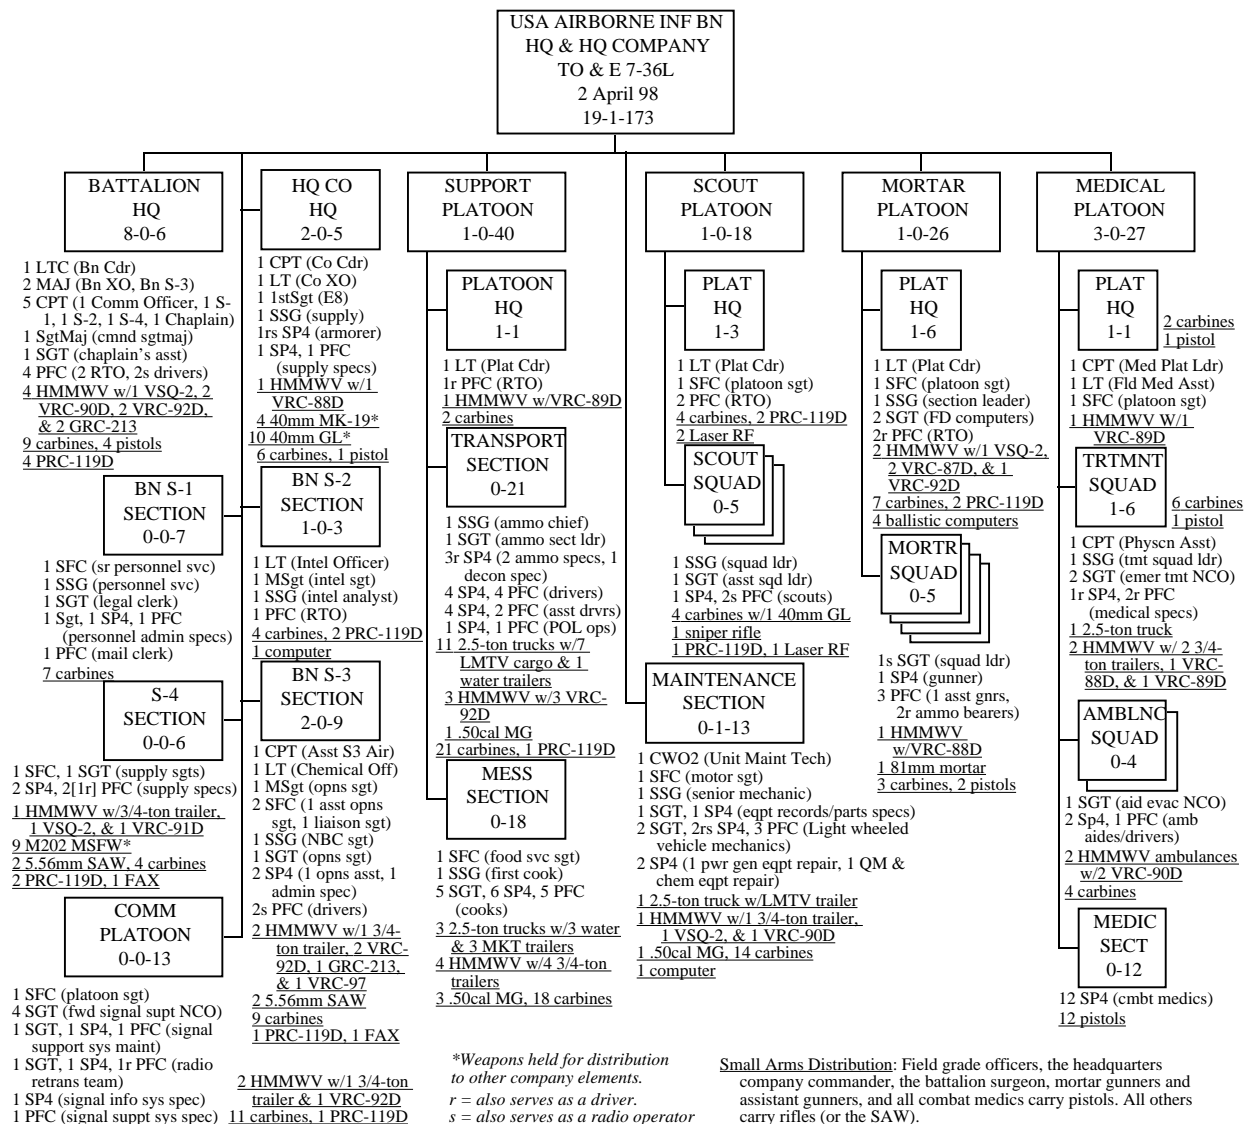 USA AIRBORNE INF BN
HQ & HQ COMPANY
TO & E 7-36L
2 April 98
19-1-173
BATTALION
HQ
8-0-6
1 LTC (Bn Cdr)
2 MAJ (Bn XO, Bn S-3)
5 CPT (1 Comm Officer, 1 S-
1, 1 S-2, 1 S-4, 1 Chaplain)
1 SgtMaj (cmnd sgtmaj)
1 SGT (chaplain's asst)
4 PFC (2 RTO, 2s drivers)
4 HMMWV w/1 VSQ-2, 2
VRC-90D, 2 VRC-92D,
& 2 GRC-213
9 carbines, 4 pistols
4 PRC-119D
BN S-1
SECTION
0-0-7
1 SFC (sr personnel svc)
1 SSG (personnel svc)
1 SGT (legal clerk)
1 Sgt, 1 SP4, 1 PFC
(personnel admin specs)
1 PFC (mail clerk)
7 carbines
S-4
SECTION
0-0-6
1 SFC, 1 SGT (supply sgts)
2 SP4, 2[1r] PFC (supply specs)
1 HMMWV w/3/4-ton trailer,
1 VSQ-2, & 1 VRC-91D
9 M202 MSFW*
2 5.56mm SAW, 4 carbines
2 PRC-119D, 1 FAX
COMM
PLATOON
0-0-13
1 SFC (platoon sgt)
4 SGT (fwd signal supt NCO)
1 SGT, 1 SP4, 1 PFC (signal
support sys maint)
1 SGT, 1 SP4, 1r PFC (radio
retrans team)
1 SP4 (signal info sys spec)
1 PFC (signal suppt sys spec)
2 HMMWV w/1 3/4-ton
trailer & 1 VRC-92D
11 carbines, 1 PRC-119D
HQ CO
HQ
2-0-5
1 CPT (Co Cdr)
1 LT (Co XO)
1 1stSgt (E8)
1 SSG (supply)
1rs SP4 (armorer)
1 SP4, 1 PFC
(supply specs)
1 HMMWV w/1
VRC-88D
4 40mm MK-19*
10 40mm GL*
6 carbines, 1 pistol
BN S-2
SECTION
1-0-3
1 LT (Intel Officer)
1 MSgt (intel sgt)
1 SSG (intel analyst)
1 PFC (RTO)
4 carbines, 2 PRC-119D
1 computer
BN S-3
SECTION
2-0-9
1 CPT (Asst S3 Air)
1 LT (Chemical Off)
1 MSgt (opns sgt)
2 SFC (1 asst opns
sgt, 1 liaison sgt)
1 SSG (NBC sgt)
1 SGT (opns sgt)
2 SP4 (1 opns asst, 1
admin spec)
2s PFC (drivers)
2 HMMWV w/1 3/4-
ton trailer, 2 VRC-
92D, 1 GRC-213,
& 1 VRC-97
2 5.56mm SAW
9 carbines
1 PRC-119D, 1 FAX
SUPPORT
PLATOON
1-0-40
PLATOON
HQ
1-1
1 LT (Plat Cdr)
1r PFC (RTO)
1 HMMWV w/VRC-89D
2 carbines
TRANSPORT
SECTION
0-21
1 SSG (ammo chief)
1 SGT (ammo sect ldr)
3r SP4 (2 ammo specs, 1
decon spec)
4 SP4, 4 PFC (drivers)
4 SP4, 2 PFC (asst drvrs)
1 SP4, 1 PFC (POL ops)
11 2.5-ton trucks w/7
LMTV cargo & 1
water trailers
3 HMMWV w/3 VRC-
92D
1 .50cal MG
21 carbines, 1 PRC-119D
MESS
SECTION
0-18
1 SFC (food svc sgt)
1 SSG (first cook)
5 SGT, 6 SP4, 5 PFC
(cooks)
3 2.5-ton trucks w/3 water
& 3 MKT trailers
4 HMMWV w/4 3/4-ton
trailers
3 .50cal MG, 18 carbines
SCOUT
PLATOON
1-0-18
PLAT
HQ
1-3
1 LT (Plat Cdr)
1 SFC (platoon sgt)
2 PFC (RTO)
4 carbines, 2 PRC-119D
2 Laser RF
SCOUT
SQUAD
0-5
1 SSG (squad ldr)
1 SGT (asst sqd ldr)
1 SP4, 2s PFC (scouts)
4 carbines w/1 40mm GL
1 sniper rifle
1 PRC-119D, 1 Laser RF
MAINTENANCE
SECTION
0-1-13
1 CWO2 (Unit Maint Tech)
1 SFC (motor sgt)
1 SSG (senior mechanic)
1 SGT, 1 SP4 (eqpt records/parts specs)
2 SGT, 2rs SP4, 3 PFC (Light wheeled
vehicle mechanics)
2 SP4 (1 pwr gen eqpt repair, 1 QM &
chem eqpt repair)
1 2.5-ton truck w/LMTV trailer
1 HMMWV w/1 3/4-ton trailer,
1 VSQ-2, & 1 VRC-90D
1 .50cal MG, 14 carbines
1 computer
MORTAR
PLATOON
1-0-26
PLAT
HQ
1-6
1 LT (Plat Cdr)
1 SFC (platoon sgt)
1 SSG (section leader)
2 SGT (FD computers)
2r PFC (RTO)
2 HMMWV w/1 VSQ-2,
2 VRC-87D, & 1
VRC-92D
7 carbines, 2 PRC-119D
4 ballistic computers
MORTR
SQUAD
0-5
1s SGT (squad ldr)
1 SP4 (gunner)
3 PFC (1 asst gnrs,
2r ammo bearers)
1 HMMWV
w/VRC-88D
1 81mm mortar
3 carbines, 2 pistols
MEDICAL
PLATOON
3-0-27
PLAT
HQ
1-1
2 carbines
1 pistol
1 CPT (Med Plat Ldr)
1 LT (Fld Med Asst)
1 SFC (platoon sgt)
1 HMMWV W/1
VRC-89D
TRTMNT
SQUAD
1-6
6 carbines
1 pistol
1 CPT (Physcn Asst)
1 SSG (tmt squad ldr)
2 SGT (emer tmt NCO)
1r SP4, 2r PFC
(medical specs)
1 2.5-ton truck
2 HMMWV w/ 2 3/4-
ton trailers, 1 VRC-
88D, & 1 VRC-89D
AMBLNC
SQUAD
0-4
1 SGT (aid evac NCO)
2 Sp4, 1 PFC (amb
aides/drivers)
2 HMMWV ambulances
w/2 VRC-90D
4 carbines
MEDIC
SECT
0-12
12 SP4 (cmbt medics)
12 pistols
*Weapons held for distribution
to other company elements.
r = also serves as a driver.
s = also serves as a radio operator
Small Arms Distribution: Field grade officers, the headquarters
company commander, the battalion surgeon, mortar gunners and
assistant gunners, and all combat medics carry pistols. All others
carry rifles (or the SAW).